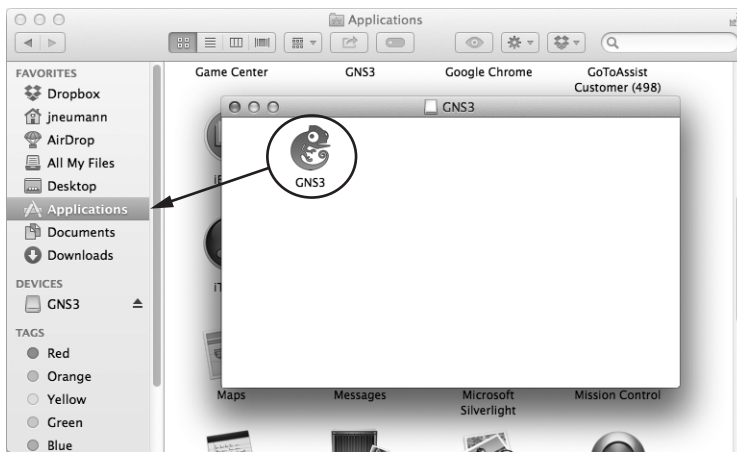 Applications
FAVORITES
Dropbox
jneumann
AirDrop
All My Files
Desktop
Applications
Documents
Downloads
DEVICES
GNS3
TAGS
Red
Orange
Yellow
Green
Blue
Game Center
GNS3
Google Chrome
GoToAssist
Customer (498)
GNS3
GNS3
Maps
Messages
Microsoft
Silverlight
Mission Control